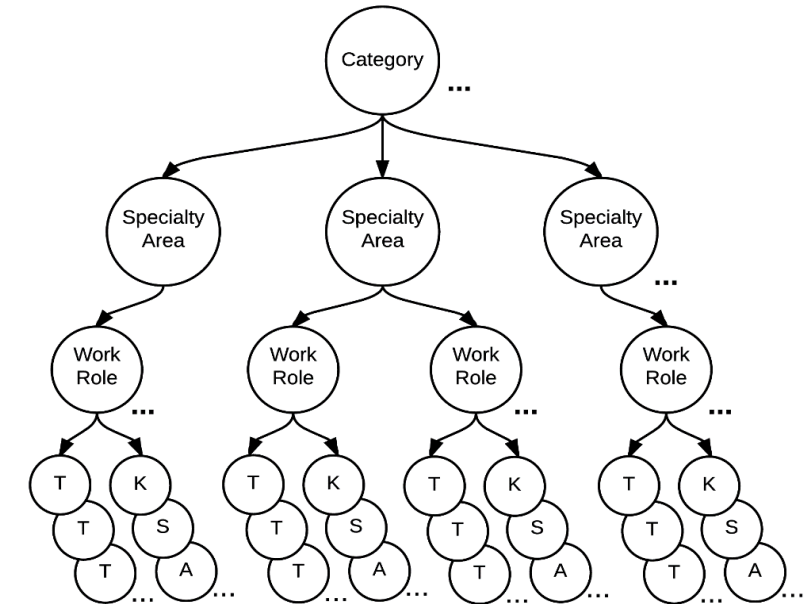 Category
...
Specialty
Area
Specialty
Area
Specialty
Area
...
Work
Role
...
Work
Role
Work
Role
...
Work
Role
...
T K T K T K T K
T S T S T S T S
T A T A T A T A
... ... ... ... ... ... ... ...